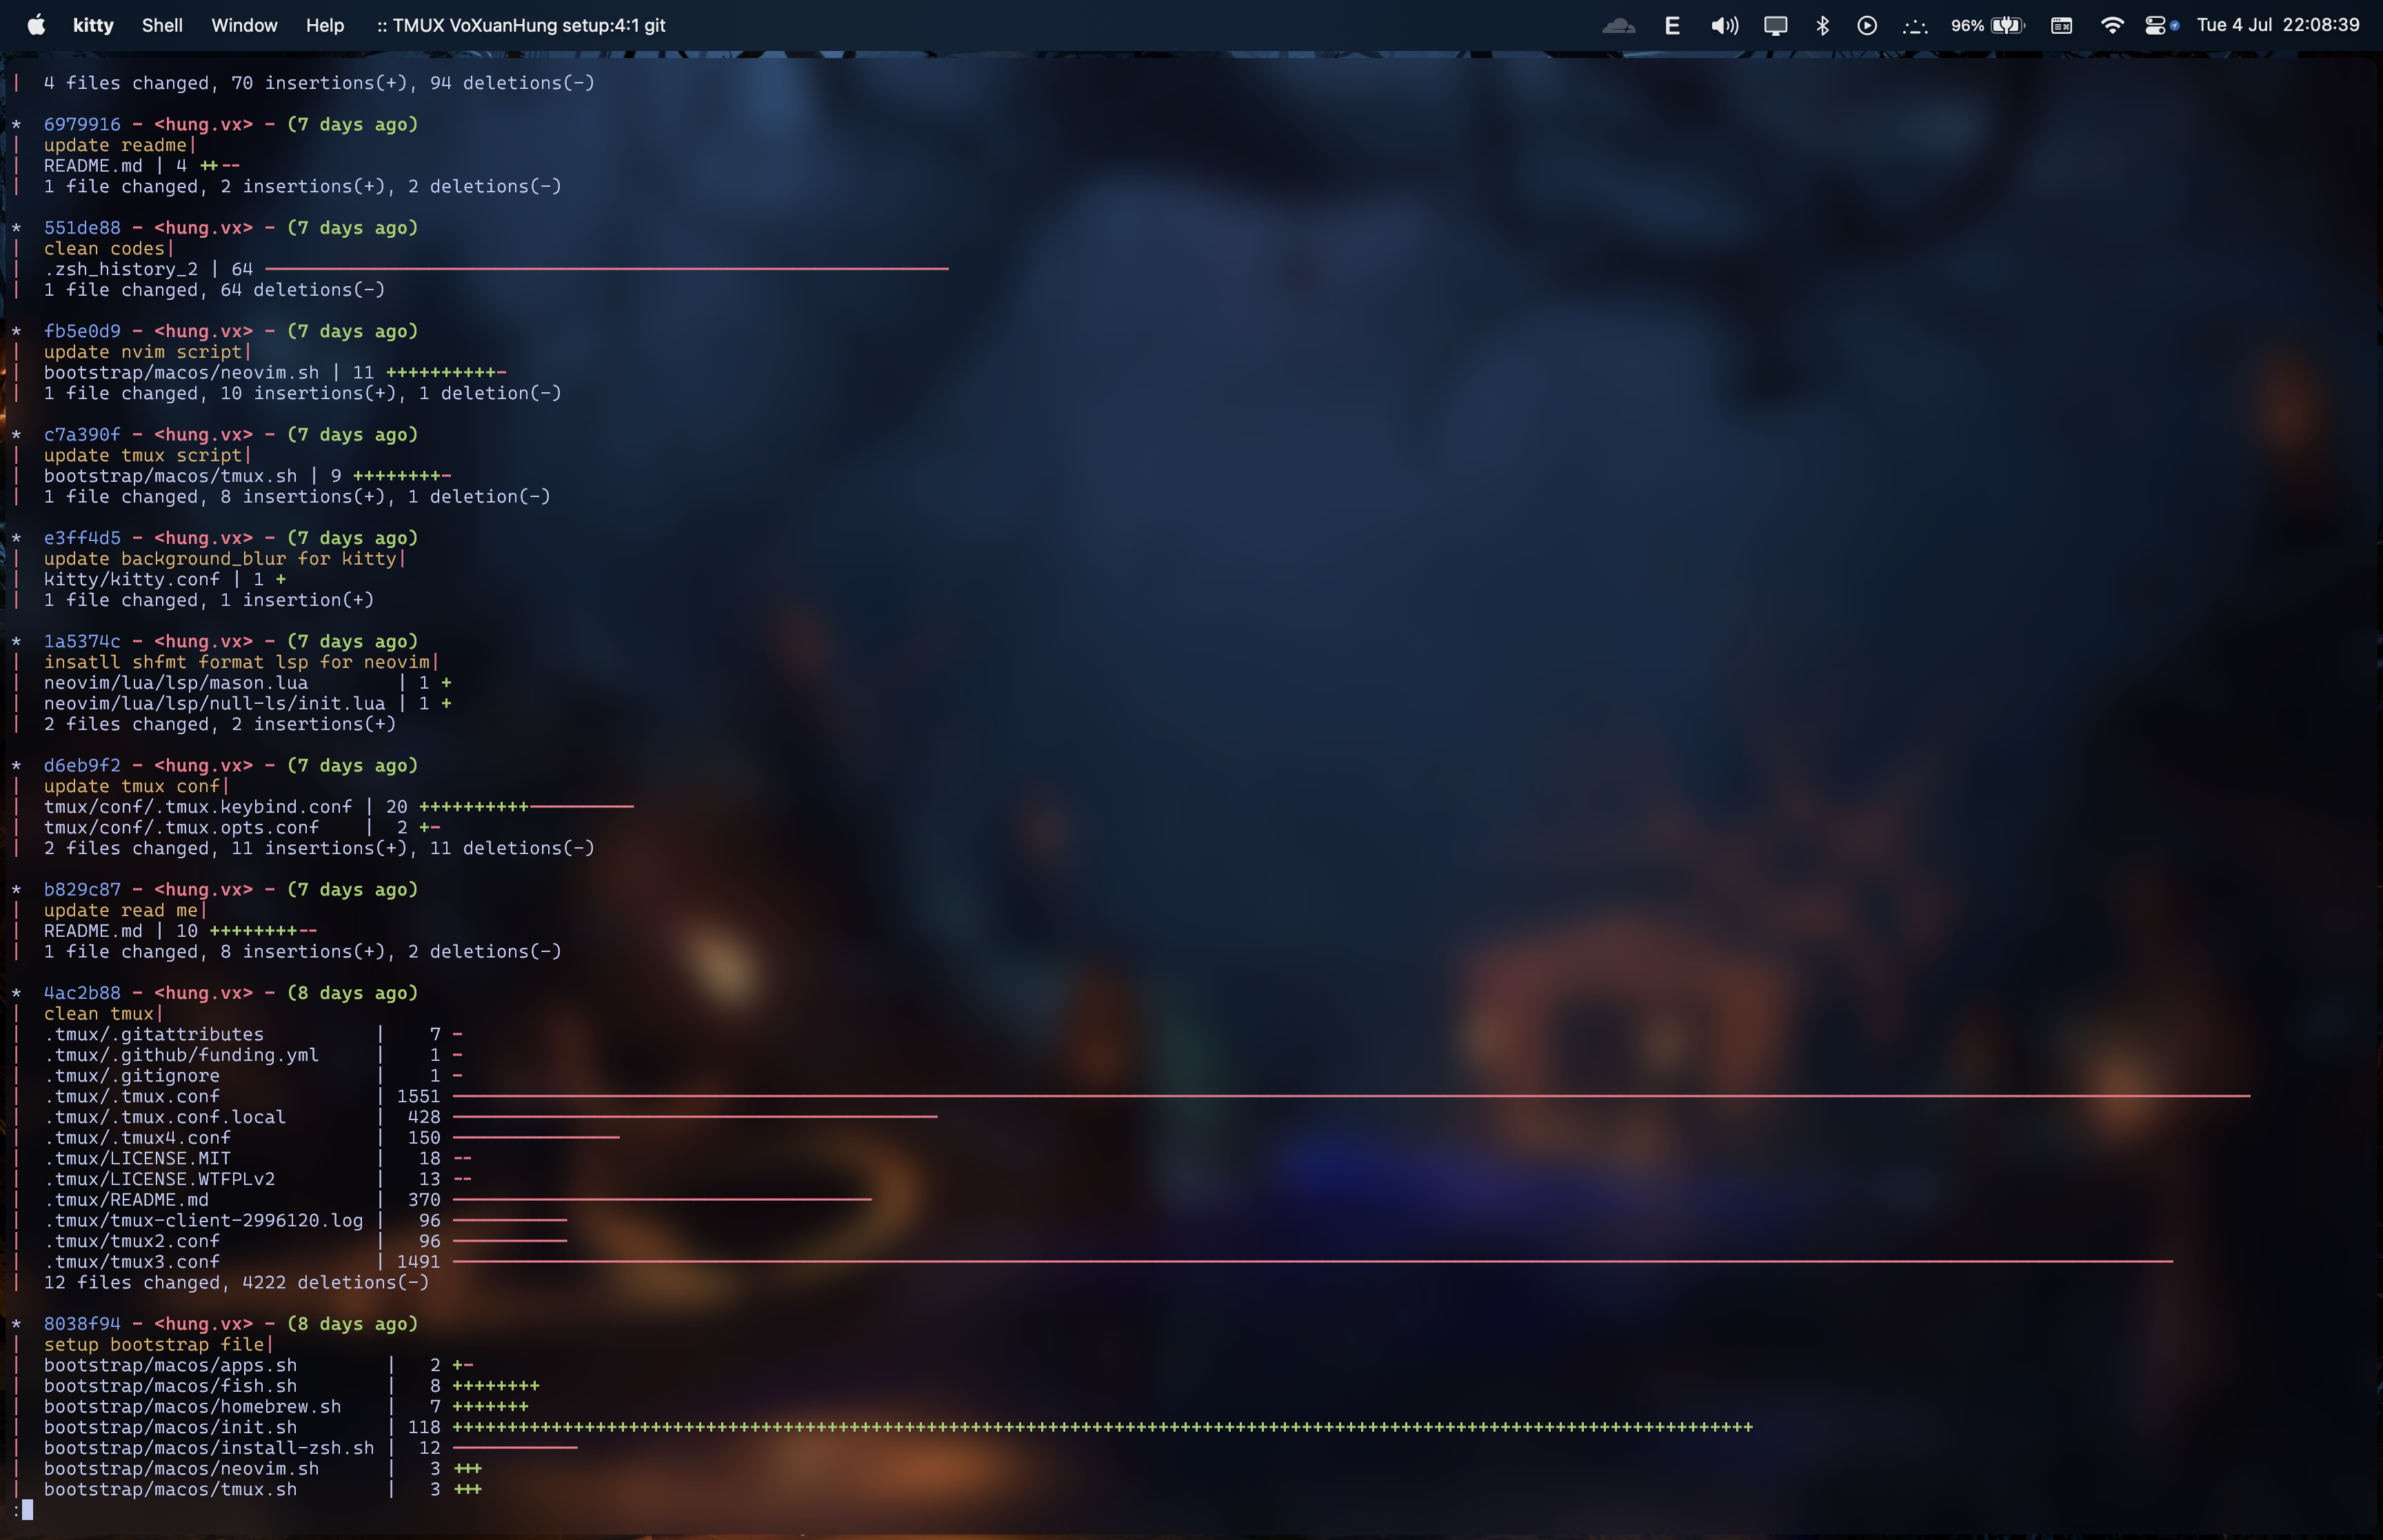 kitty Shell Window Help :: TMUX VoXuanHung setup:4:1 git E 96% Tue 4 Jul 22:08:39
| 4 files changed, 70 insertions(+), 94 deletions(-)
* 6979916 - <hung.vx> - (7 days ago)
| update readme|
| README.md | 4 ++--
| 1 file changed, 2 insertions(+), 2 deletions(-)
* 551de88 - <hung.vx> - (7 days ago)
| clean codes|
| .zsh_history_2 | 64 --------------------------------------------------------------
| 1 file changed, 64 deletions(-)
* fb5e0d9 - <hung.vx> - (7 days ago)
| update nvim script|
| bootstrap/macos/neovim.sh | 11 ++++++++++-
| 1 file changed, 10 insertions(+), 1 deletion(-)
* c7a390f - <hung.vx> - (7 days ago)
| update tmux script|
| bootstrap/macos/tmux.sh | 9 ++++++++-
| 1 file changed, 8 insertions(+), 1 deletion(-)
* e3ff4d5 - <hung.vx> - (7 days ago)
| update background_blur for kitty|
| kitty/kitty.conf | 1 +
| 1 file changed, 1 insertion(+)
* 1a5374c - <hung.vx> - (7 days ago)
| insatll shfmt format lsp for neovim|
| neovim/lua/lsp/mason.lua | 1 +
| neovim/lua/lsp/null-ls/init.lua | 1 +
| 2 files changed, 2 insertions(+)
* d6eb9f2 - <hung.vx> - (7 days ago)
| update tmux conf|
| tmux/conf/.tmux.keybind.conf | 20 ++++++++++----------
| tmux/conf/.tmux.opts.conf | 2 +-
| 2 files changed, 11 insertions(+), 11 deletions(-)
* b829c87 - <hung.vx> - (7 days ago)
| update read me|
| README.md | 10 ++++++++--
| 1 file changed, 8 insertions(+), 2 deletions(-)
* 4ac2b88 - <hung.vx> - (8 days ago)
| clean tmux|
| .tmux/.gitattributes | 7 -
| .tmux/.github/funding.yml | 1 -
| .tmux/.gitignore | 1 -
| .tmux/.tmux.conf | 1551 -------------------------------------------------------------------------------------------------------------------------------------------------------------------
| .tmux/.tmux.conf.local | 428 --------------------------------------------
| .tmux/.tmux4.conf | 150 ---------------
| .tmux/LICENSE.MIT | 18 --
| .tmux/LICENSE.WTFPLv2 | 13 --
| .tmux/README.md | 370 --------------------------------------
| .tmux/tmux-client-2996120.log | 96 ----------
| .tmux/tmux2.conf | 96 ----------
| .tmux/tmux3.conf | 1491 ------------------------------------------------------------------------------------------------------------------------------------------------------------
| 12 files changed, 4222 deletions(-)
* 8038f94 - <hung.vx> - (8 days ago)
| setup bootstrap file|
| bootstrap/macos/apps.sh | 2 +-
| bootstrap/macos/fish.sh | 8 ++++++++
| bootstrap/macos/homebrew.sh | 7 +++++++
| bootstrap/macos/init.sh | 118 ++++++++++++++++++++++++++++++++++++++++++++++++++++++++++++++++++++++++++++++++++++++++++++++++++++++++++++++++++++++
| bootstrap/macos/install-zsh.sh | 12 ------------
| bootstrap/macos/neovim.sh | 3 +++
| bootstrap/macos/tmux.sh | 3 +++
: